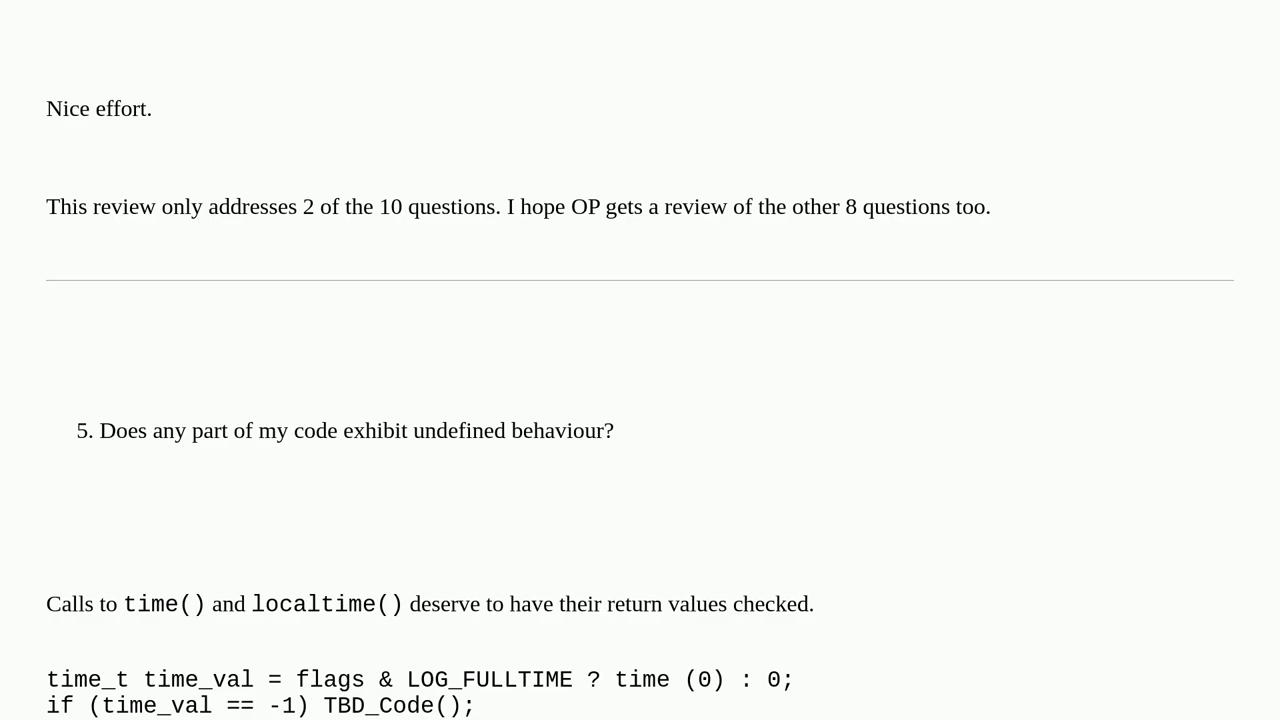 Nice effort.
This review only addresses 2 of the 10 questions. I hope OP gets a review of the other 8 questions too.
5. Does any part of my code exhibit undefined behaviour?
Calls to time() and localtime() deserve to have their return values checked.
time_t time_val = flags & LOG_FULLTIME ? time (0) : 0;
if (time_val == -1) TBD_Code();